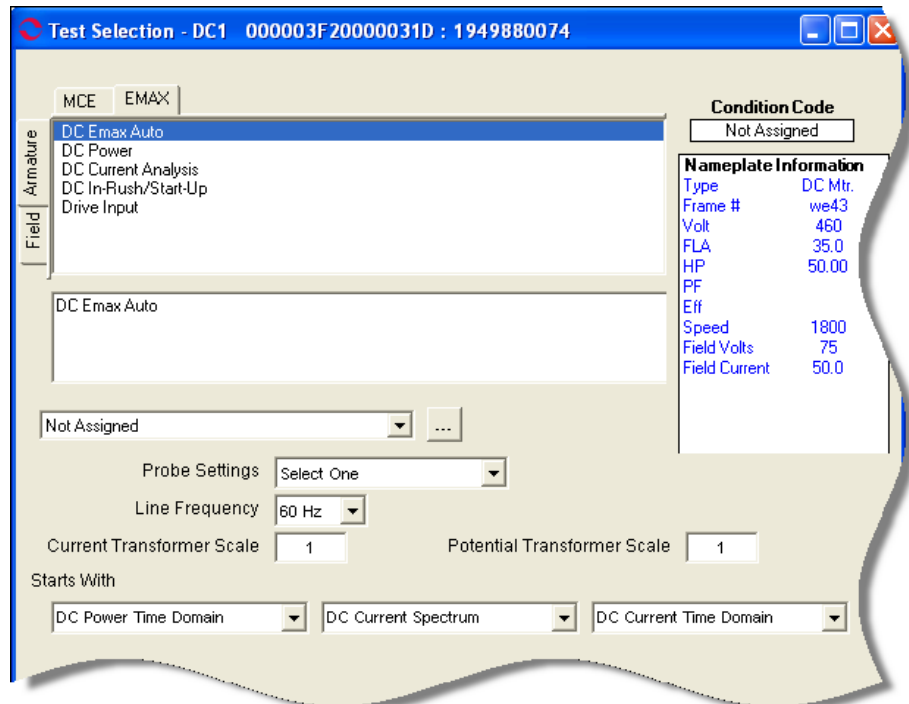 Test Selection - DC1 000003F20000031D : 1949880074
MCE EMAX
Armature
Field
DC Emax Auto
DC Power
DC Current Analysis
DC In-Rush/Start-Up
Drive Input
Condition Code
Not Assigned
Nameplate Information
Type DC Mtr.
Frame # we43
Volt 460
FLA 35.0
HP 50.00
PF
Eff
Speed 1800
Field Volts 75
Field Current 50.0
DC Emax Auto
Not Assigned ...
Probe Settings Select One
Line Frequency 60 Hz
Current Transformer Scale 1 Potential Transformer Scale 1
Starts With
DC Power Time Domain DC Current Spectrum DC Current Time Domain